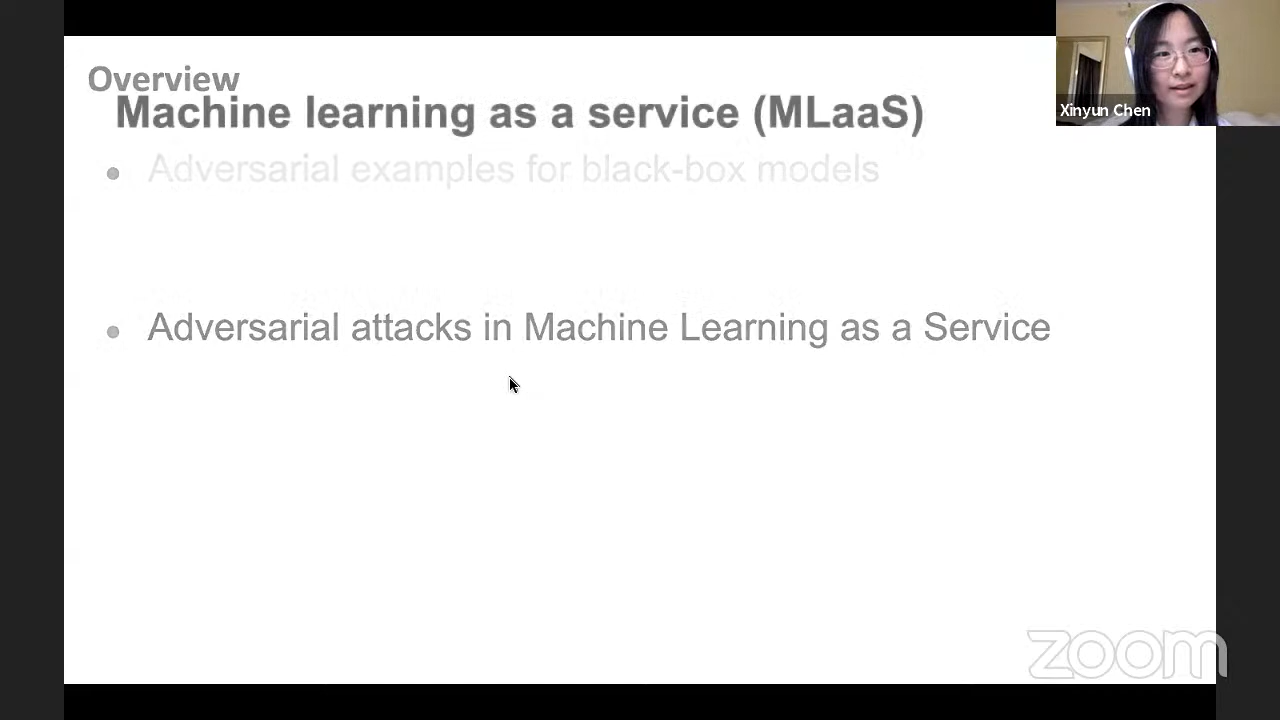 Overview
Machine learning as a service (MLaaS)
Adversarial examples for black-box models
Adversarial attacks in Machine Learning as a Service
Xinyun Chen
zoom